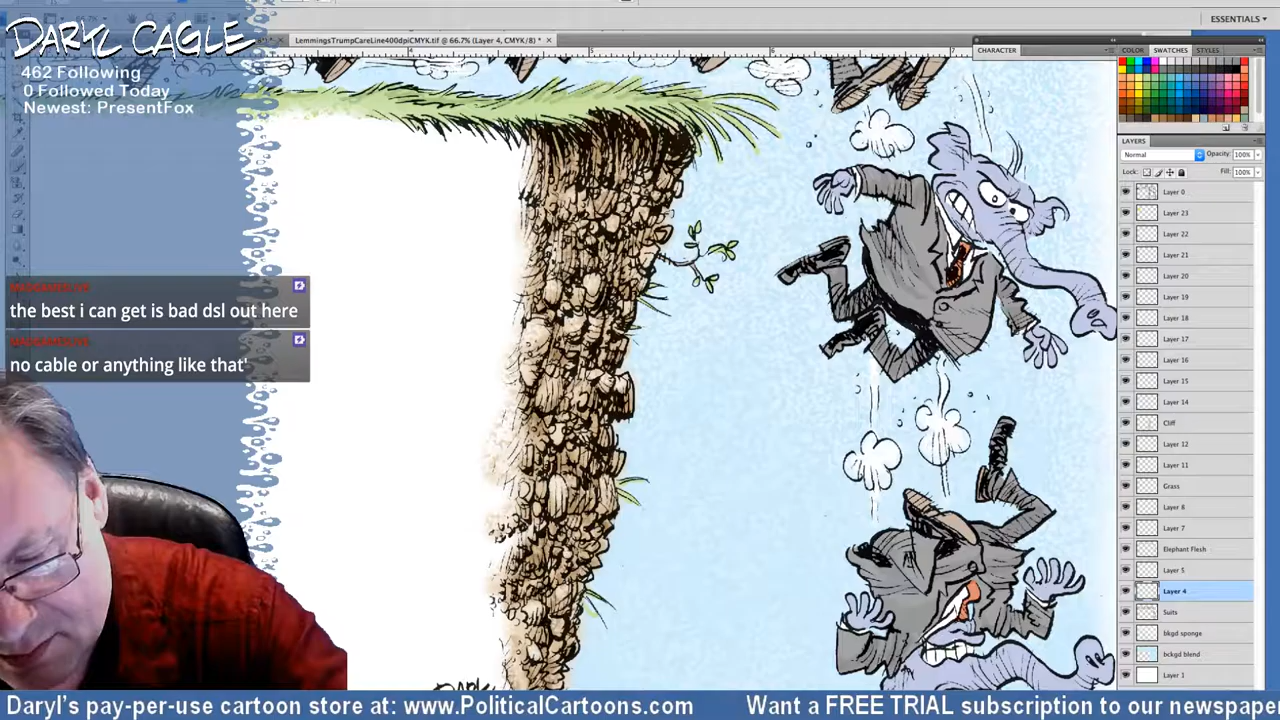 ESSENTIALS
DARYL CAGLE
LemmingsTrumpCareLine400dpiCMYK.tif @ 66.7% (Layer 4, CMYK/8) *
CHARACTER
COLOR SWATCHES STYLES
462 Following
0 Followed Today
Newest: PresentFox
5
6
7
LAYERS
Normal Opacity: 100%
Lock: Fill: 100%
Layer 0
Layer 23
Layer 22
Layer 21
Layer 20
Layer 19
Layer 18
Layer 17
Layer 16
Layer 15
Layer 14
Cliff
Layer 12
Layer 11
Grass
Layer 8
Layer 7
Elephant Flesh
Layer 5
Layer 4
Suits
bkgd sponge
bckgd blend
Layer 1
the best i can get is bad dsl out here
no cable or anything like that'
Daryl's pay-per-use cartoon store at: www.PoliticalCartoons.com Want a FREE TRIAL subscription to our newspape